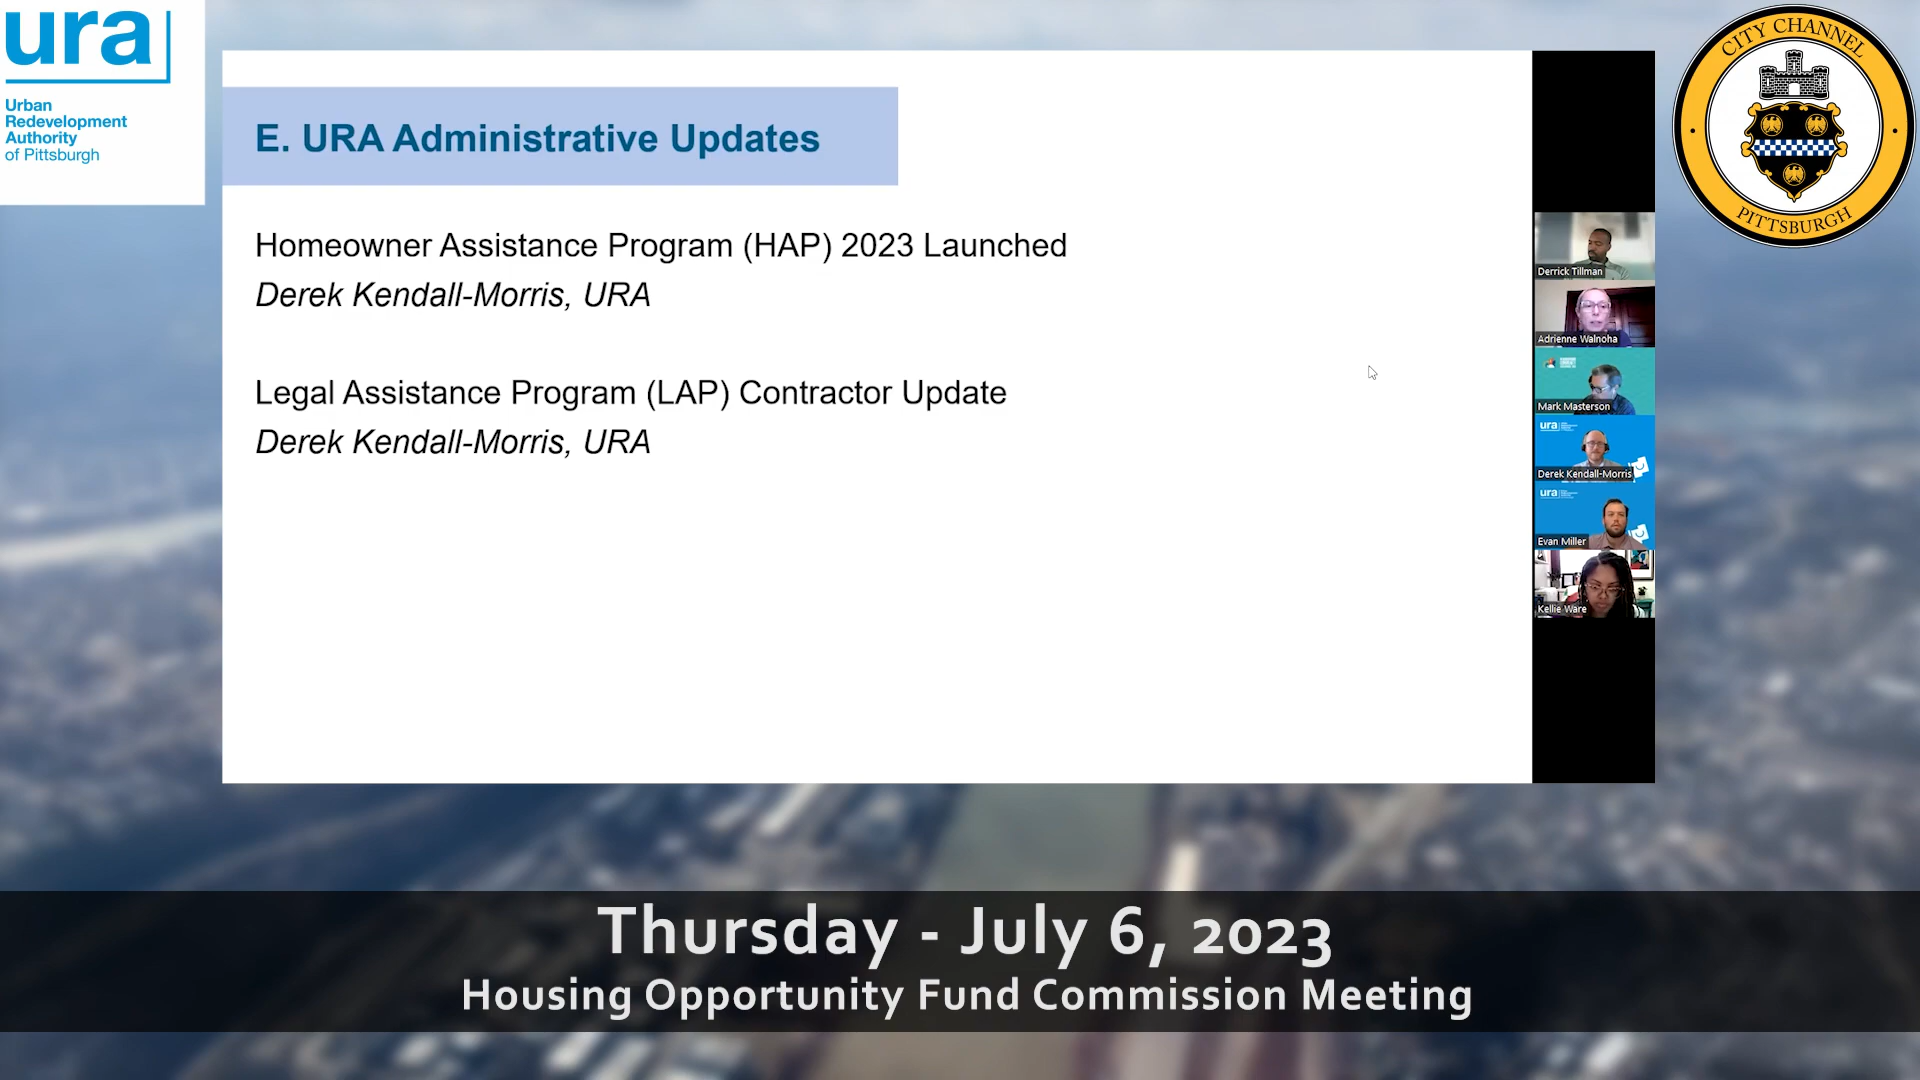 ura
Urban
Redevelopment
Authority
of Pittsburgh
E. URA Administrative Updates
Homeowner Assistance Program (HAP) 2023 Launched
Derek Kendall-Morris, URA
Legal Assistance Program (LAP) Contractor Update
Derek Kendall-Morris, URA
CITY CHANNEL
PITTSBURGH
Derrick Tillman
Adrienne Walnoha
Mark Masterson
ura
Derek Kendall-Morris
ura
Evan Miller
Kellie Ware
Thursday - July 6, 2023
Housing Opportunity Fund Commission Meeting